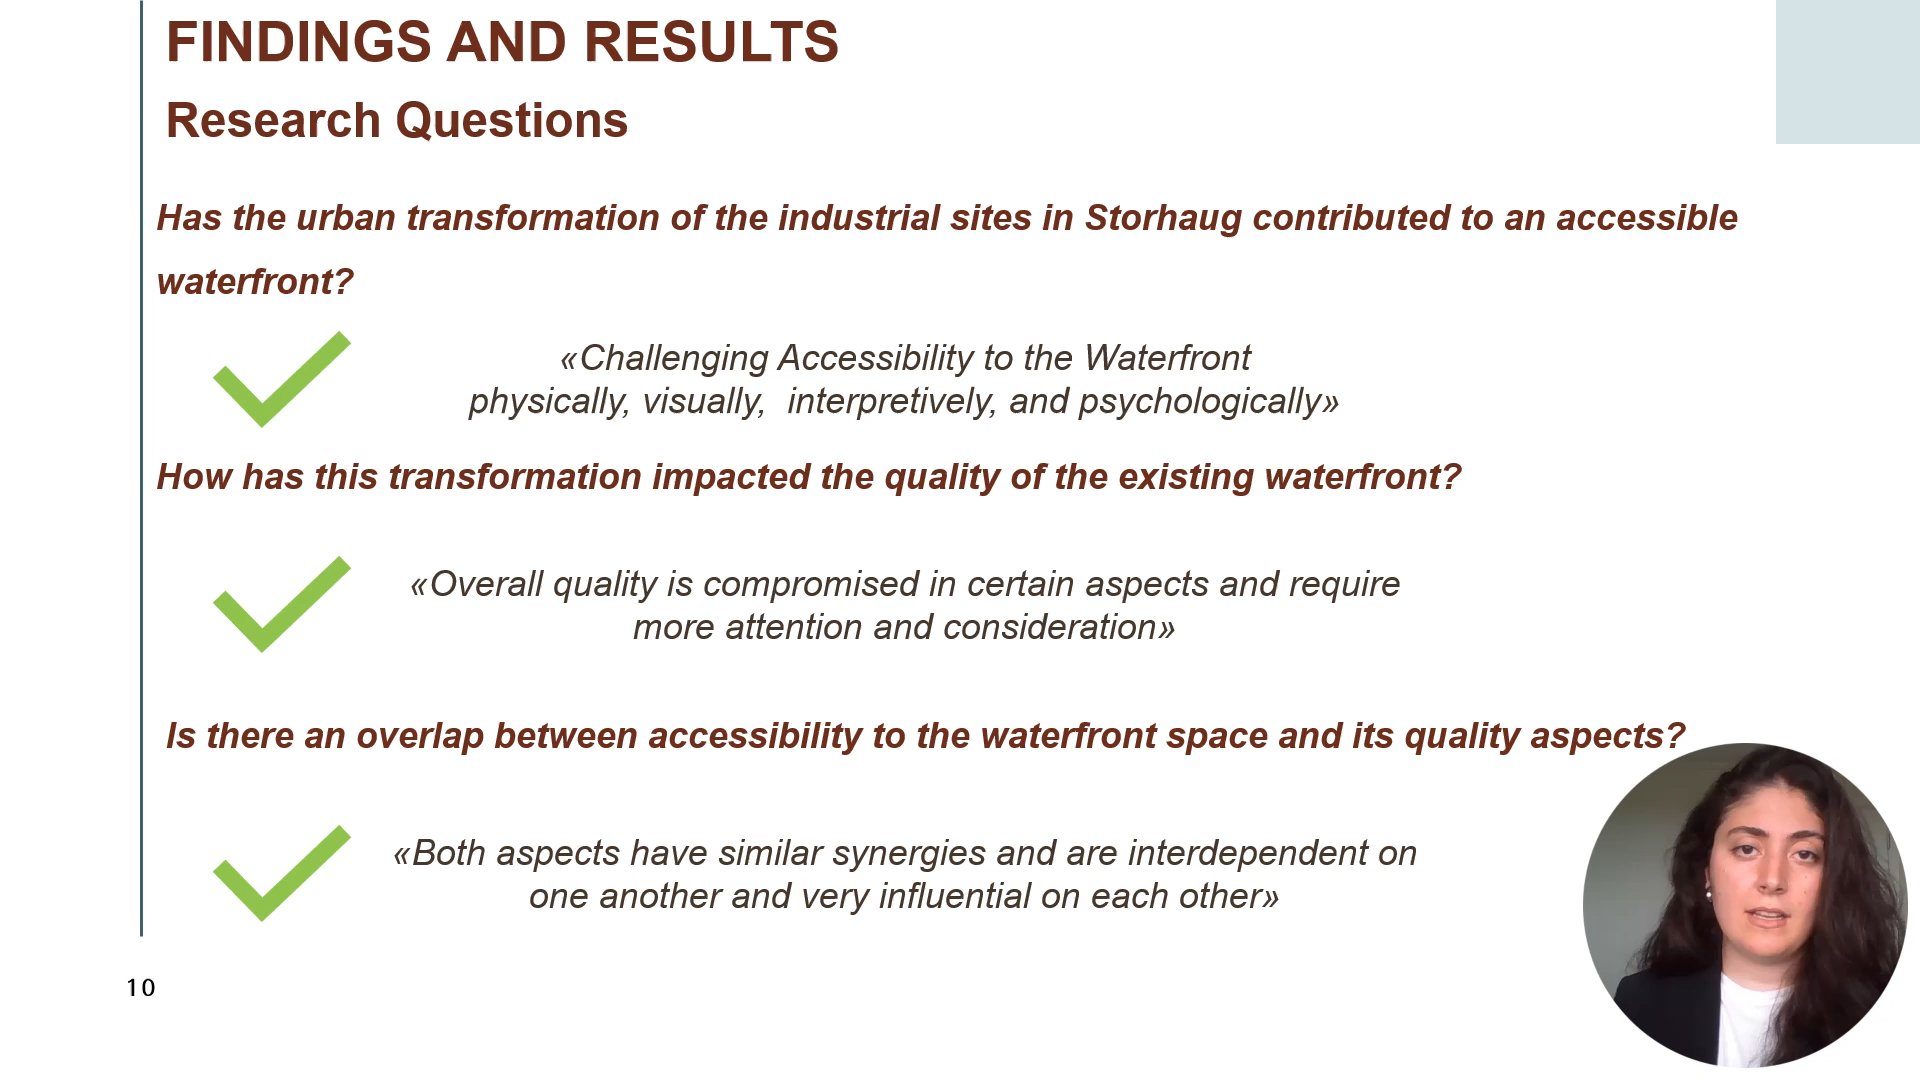 FINDINGS AND RESULTS
Research Questions
Has the urban transformation of the industrial sites in Storhaug contributed to an accessible
waterfront?
«Challenging Accessibility to the Waterfront
physically, visually, interpretively, and psychologically»
How has this transformation impacted the quality of the existing waterfront?
«Overall quality is compromised in certain aspects and require
more attention and consideration»
Is there an overlap between accessibility to the waterfront space and its quality aspects?
«Both aspects have similar synergies and are interdependent on
one another and very influential on each other»
10